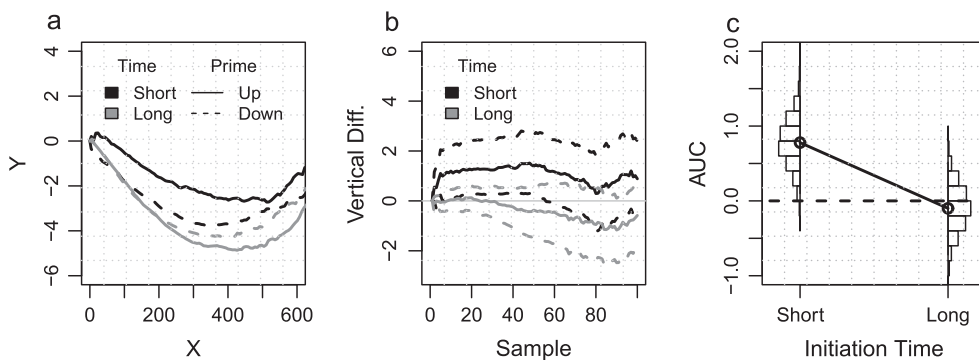 a
Time Prime
Short Up
Long Down
Y
4
2
0
−2
−4
−6
0 200 400 600
X
b
Time
Short
Long
Vertical Diff.
6
4
2
0
−2
0 20 40 60 80
Sample
c
AUC
2.0
1.0
0.0
−1.0
Short Long
Initiation Time